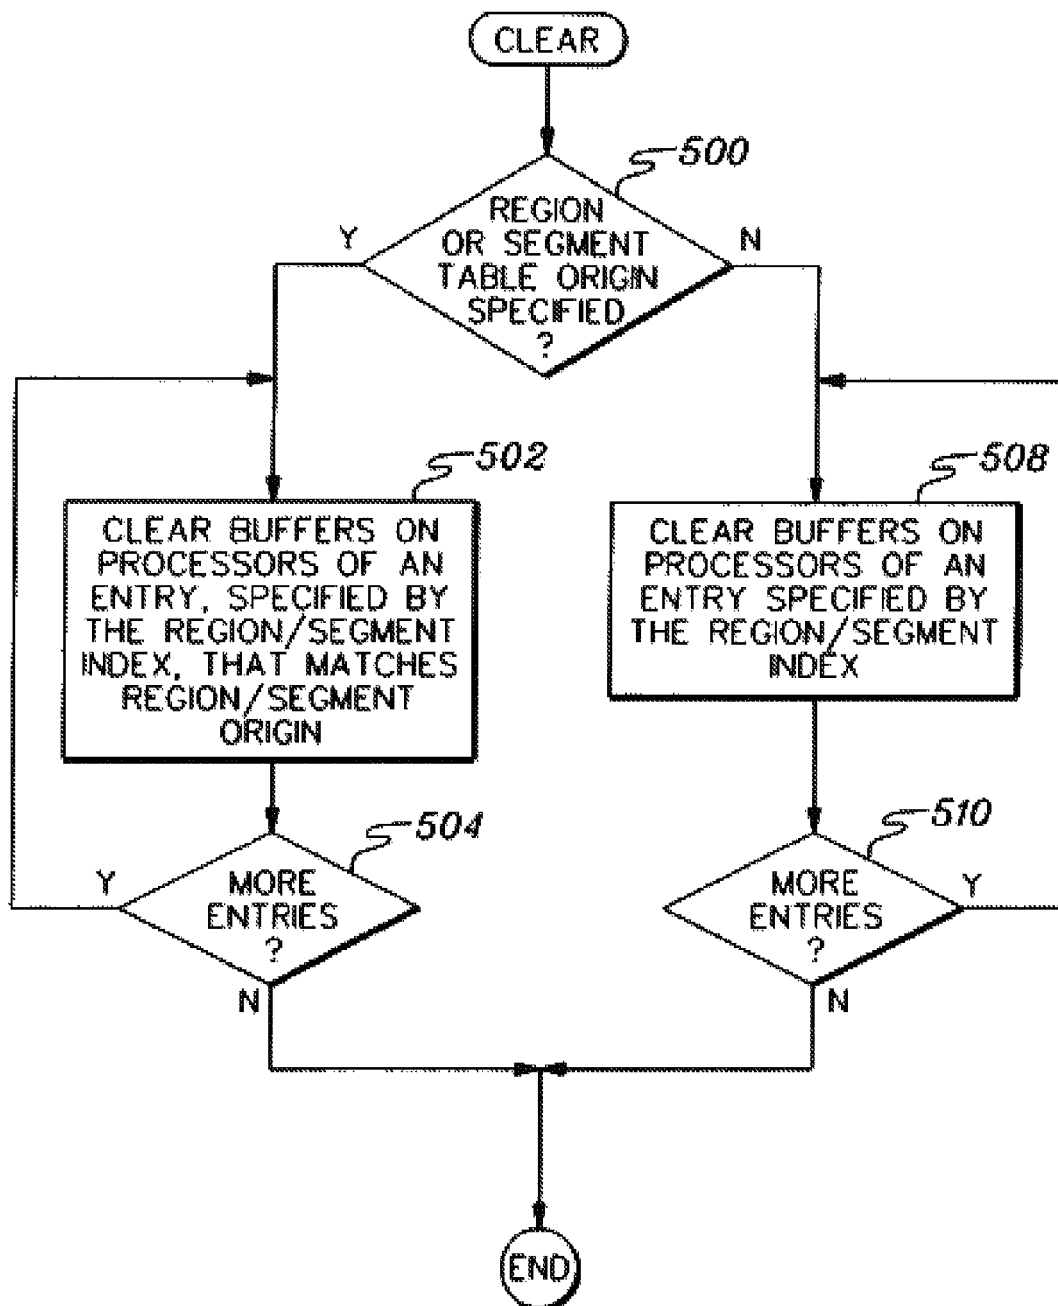 CLEAR
500
REGION
OR SEGMENT
TABLE ORIGIN
SPECIFIED
?
Y
N
502
CLEAR BUFFERS ON
PROCESSORS OF AN
ENTRY, SPECIFIED BY
THE REGION/SEGMENT
INDEX, THAT MATCHES
REGION/SEGMENT
ORIGIN
508
CLEAR BUFFERS ON
PROCESSORS OF AN
ENTRY SPECIFIED BY
THE REGION/SEGMENT
INDEX
504
MORE
ENTRIES
?
Y
N
510
MORE
ENTRIES
?
Y
N
END